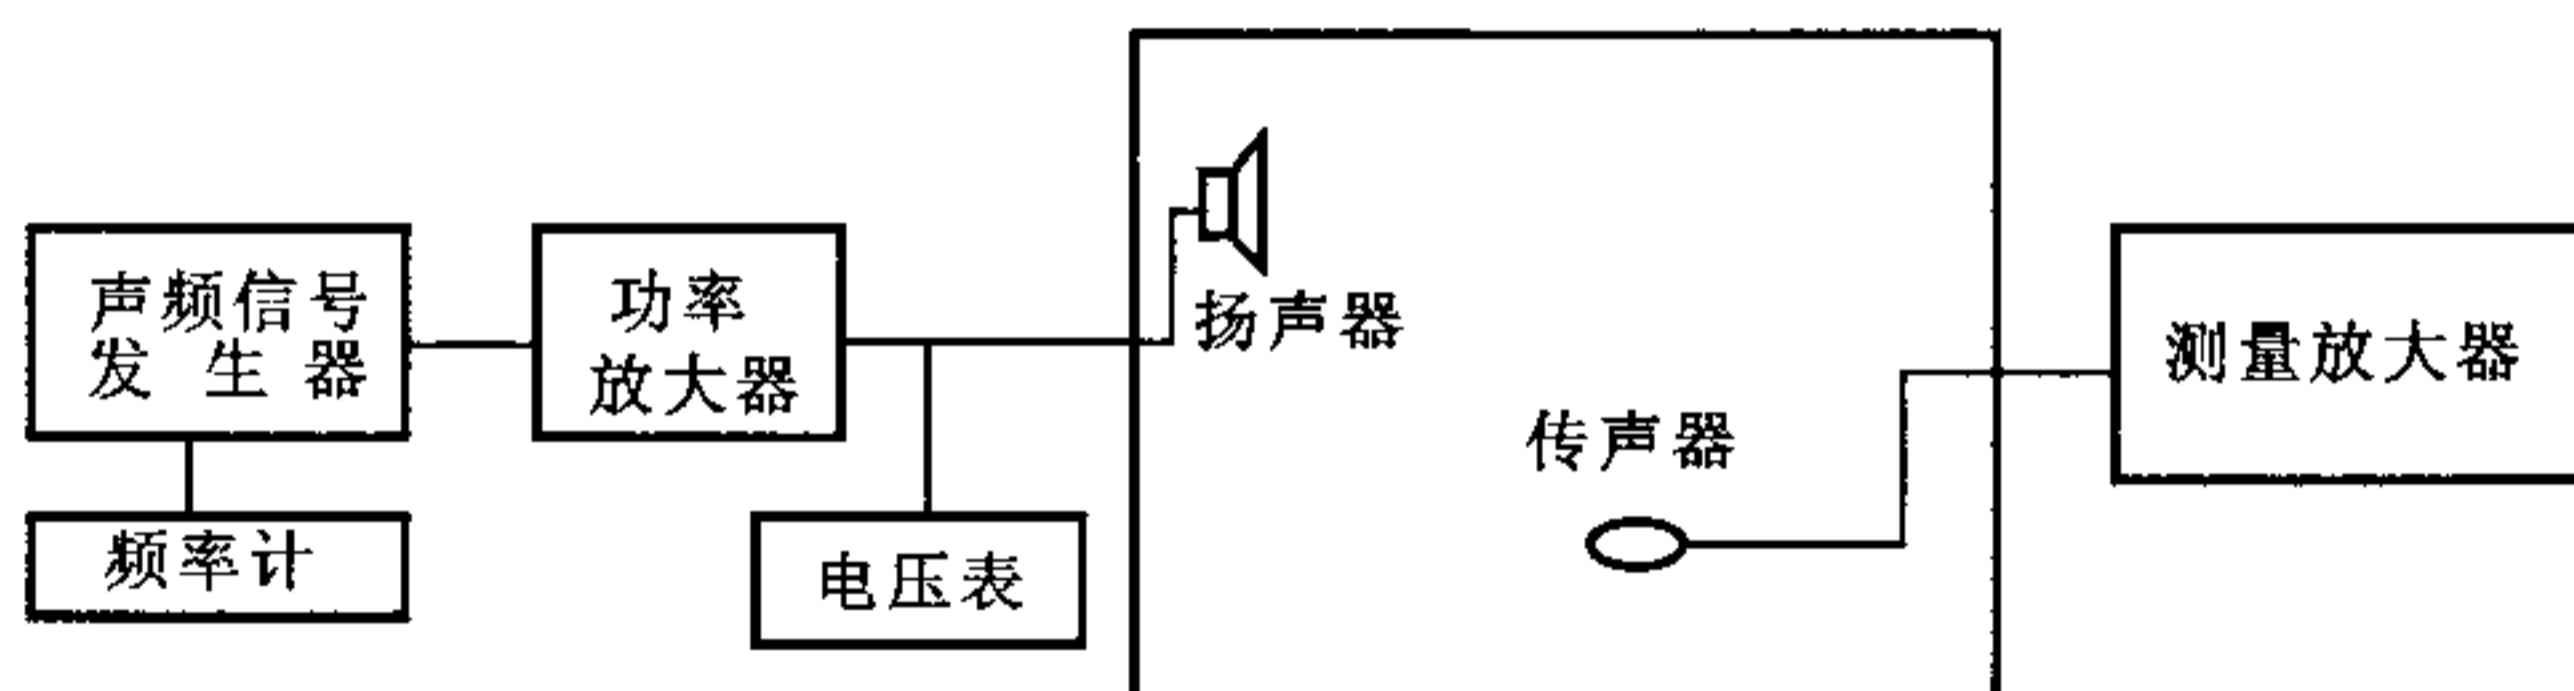 声频信号
发生器
频率计
功率
放大器
电压表
扬声器
传声器
测量放大器